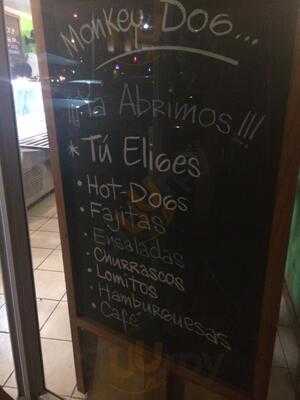 Monkey Dog...
¡¡¡Ya Abrimos!!!
* Tú Eliges
· Hot-Dogs
· Fajitas
· Ensaladas
· Churrascos
· Lomitos
· Hamburguesas
· Café